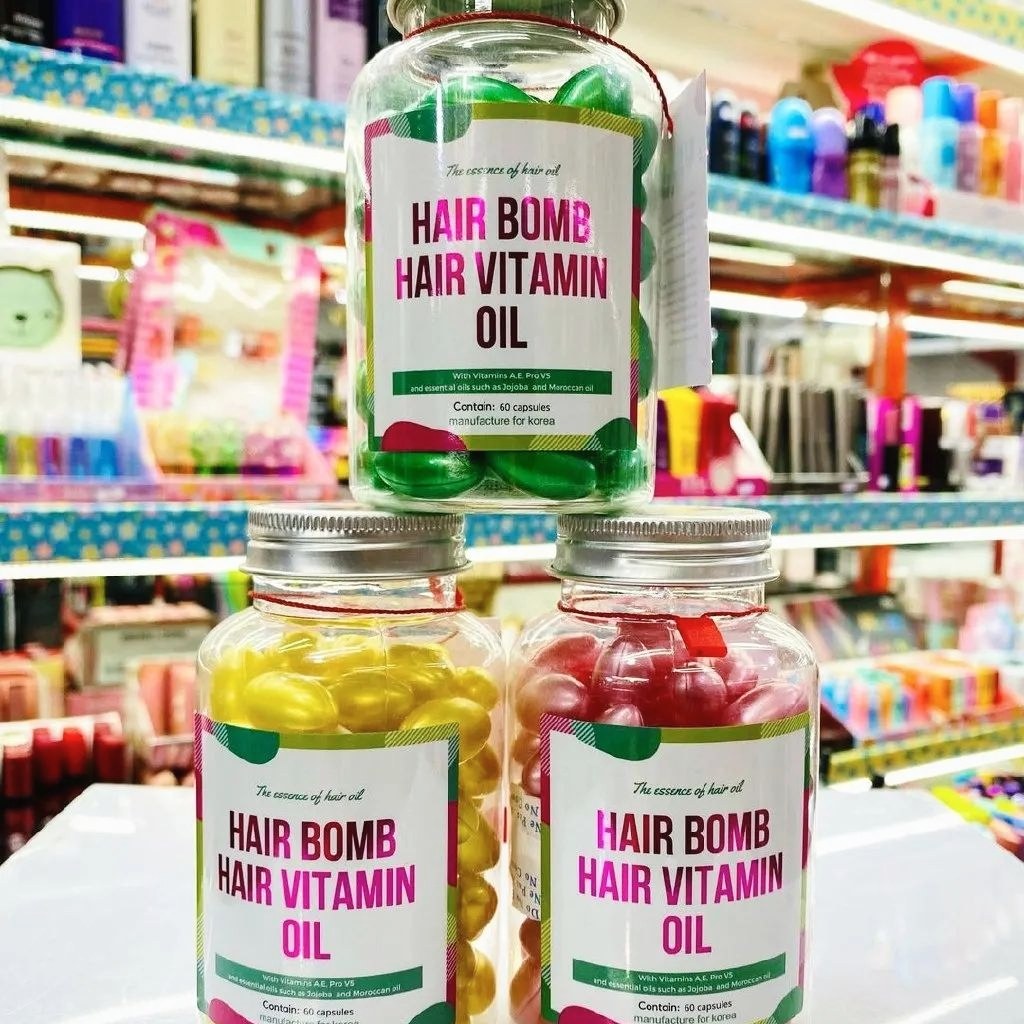 The essence of hair oil
HAIR BOMB
HAIR VITAMIN
OIL
With Vitamins A,E, Pro V5
and essential oils such as Jojoba and Moroccan oil
Contain: 60 capsules
manufacture for korea
The essence of hair oil
HAIR BOMB
HAIR VITAMIN
OIL
With Vitamins A,E, Pro V5
and essential oils such as Jojoba and Moroccan oil
Contain: 60 capsules
manufacture for korea
The essence of hair oil
HAIR BOMB
HAIR VITAMIN
OIL
With Vitamins A,E, Pro V5
and essential oils such as Jojoba and Moroccan oil
Contain: 60 capsules
manufacture for korea